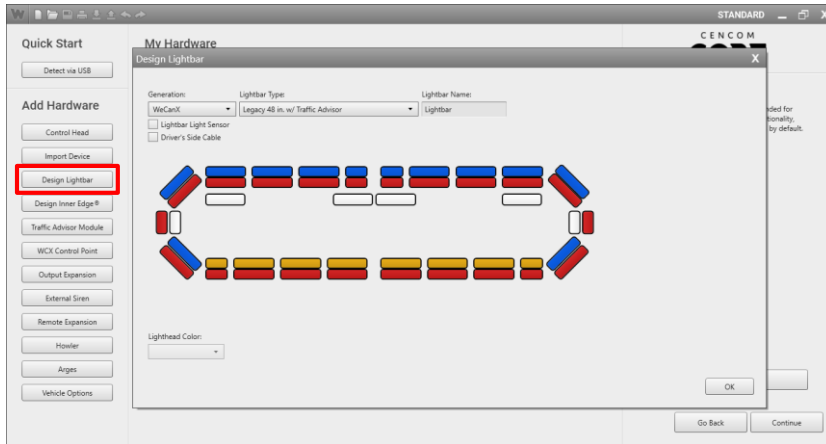 W
STANDARD
Quick Start
Detect via USB
Add Hardware
Control Head
Import Device
Design Lightbar
Design Inner Edge®
Traffic Advisor Module
WCX Control Point
Output Expansion
External Siren
Remote Expansion
Howler
Arges
Vehicle Options
My Hardware
Design Lightbar
X
Generation:
Lightbar Type:
Lightbar Name:
WeCanX
Legacy 48 in. w/ Traffic Advisor
Lightbar
Lightbar Light Sensor
Driver's Side Cable
Lighthead Color:
OK
CENCOM
by default.
Go Back
Continue